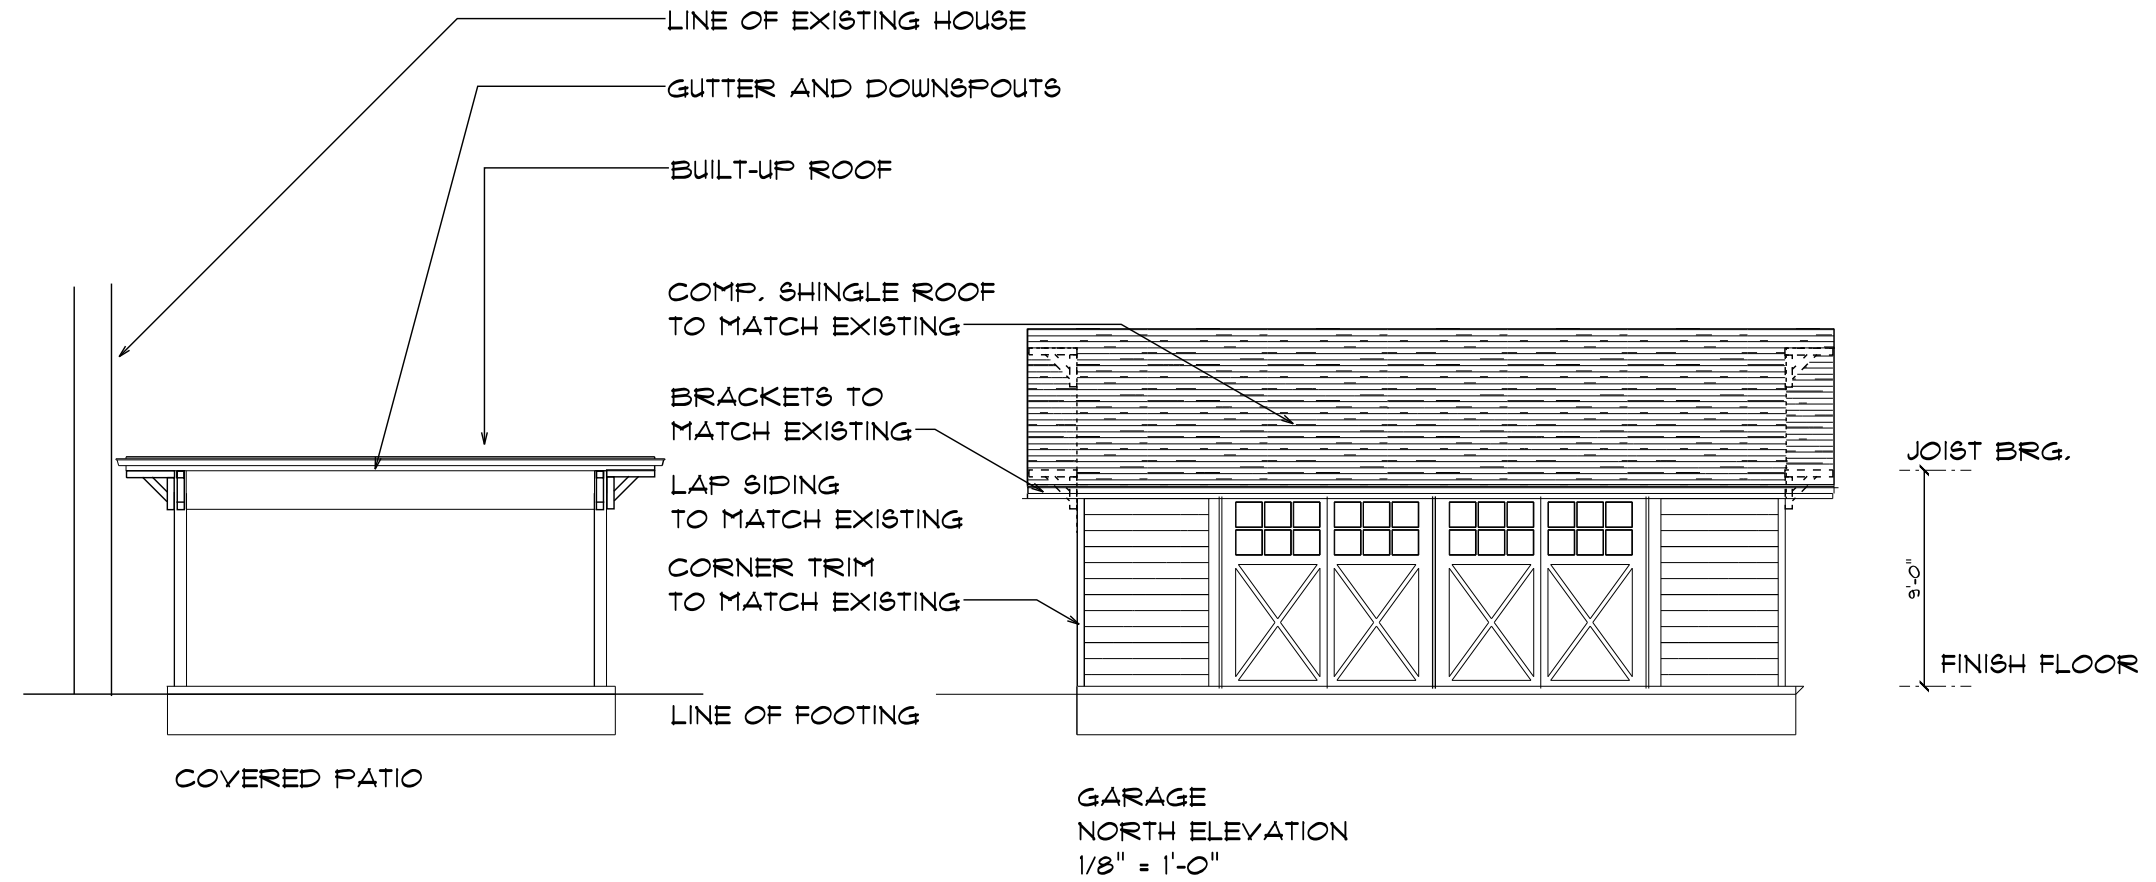 LINE OF EXISTING HOUSE
GUTTER AND DOWNSPOUTS
BUILT-UP ROOF
COMP. SHINGLE ROOF
TO MATCH EXISTING
BRACKETS TO
MATCH EXISTING
LAP SIDING
TO MATCH EXISTING
CORNER TRIM
TO MATCH EXISTING
LINE OF FOOTING
JOIST BRG.
9'-0"
FINISH FLOOR
COVERED PATIO
GARAGE
NORTH ELEVATION
1/8" = 1'-0"